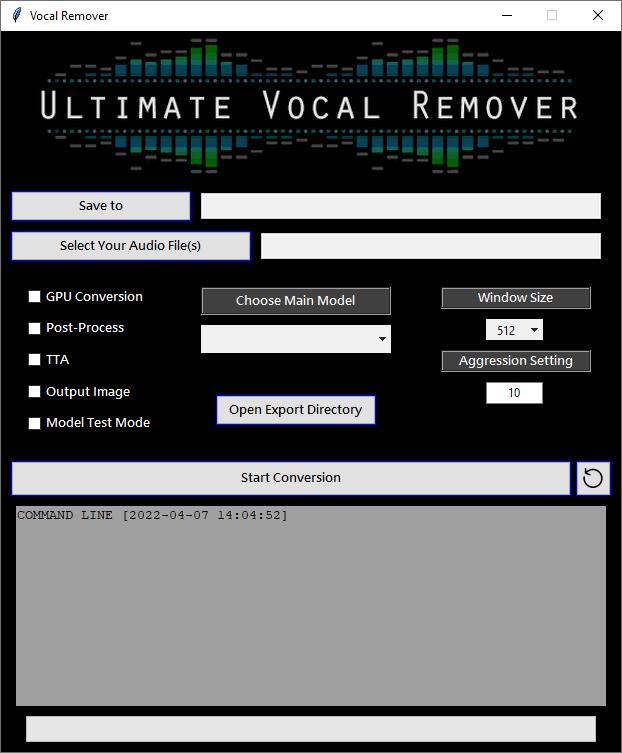 Vocal Remover
ULTIMATE VOCAL REMOVER
Save to
Select Your Audio File(s)
GPU Conversion
Post-Process
TTA
Output Image
Model Test Mode
Choose Main Model
Open Export Directory
Window Size
512
Aggression Setting
10
Start Conversion
COMMAND LINE [2022-04-07 14:04:52]